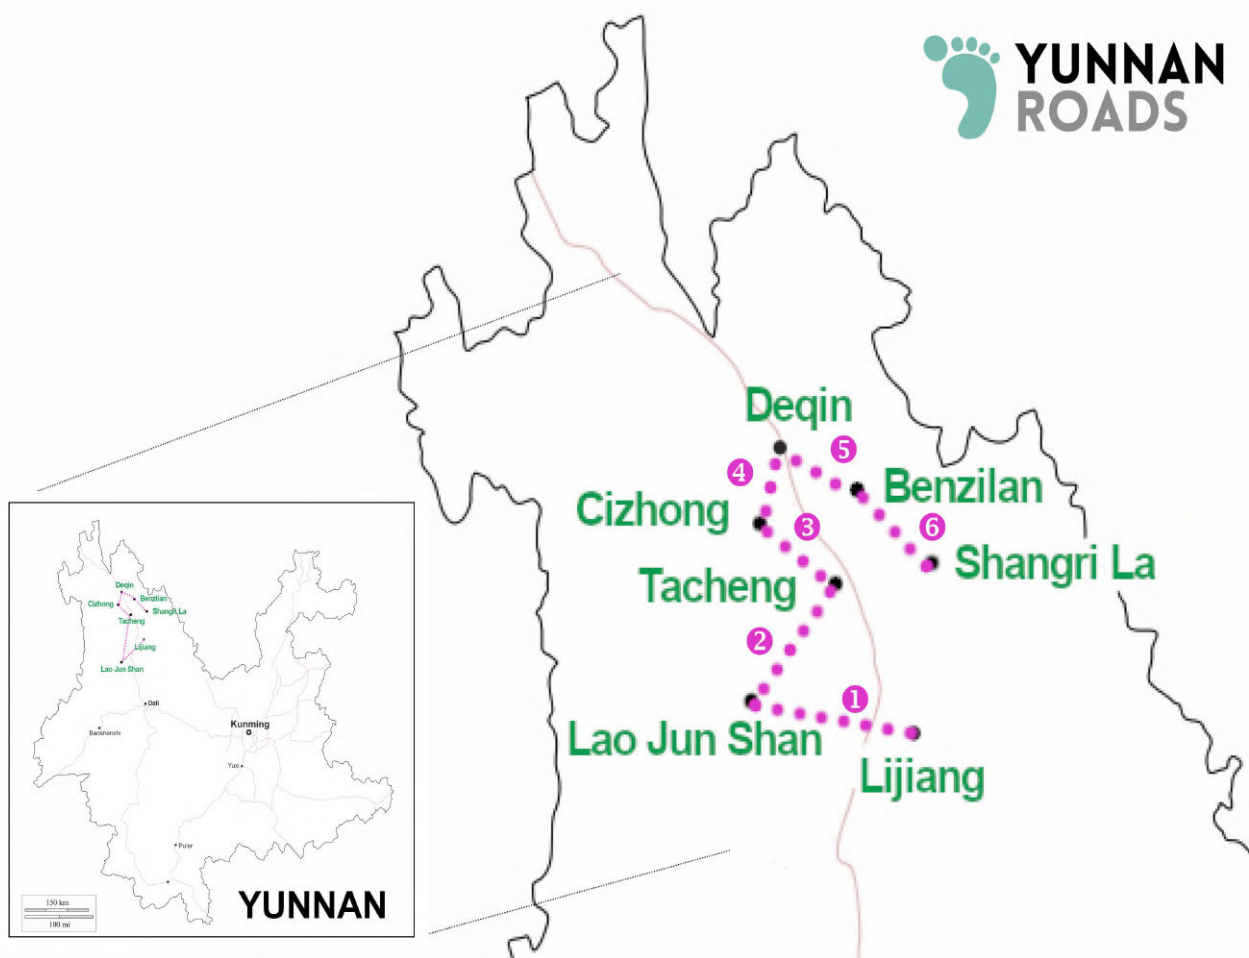 YUNNAN
ROADS
Deqin
5
4
Benzilan
Cizhong
3
6
Shangri La
Tacheng
2
1
Lao Jun Shan
Lijiang
Deqin
Benzilan
Cizhong
Shangri La
Tacheng
Lijiang
Lao Jun Shan
Dali
Kunming
Baoshanshi
Yuxi
Pu'er
150 km
100 mi
YUNNAN